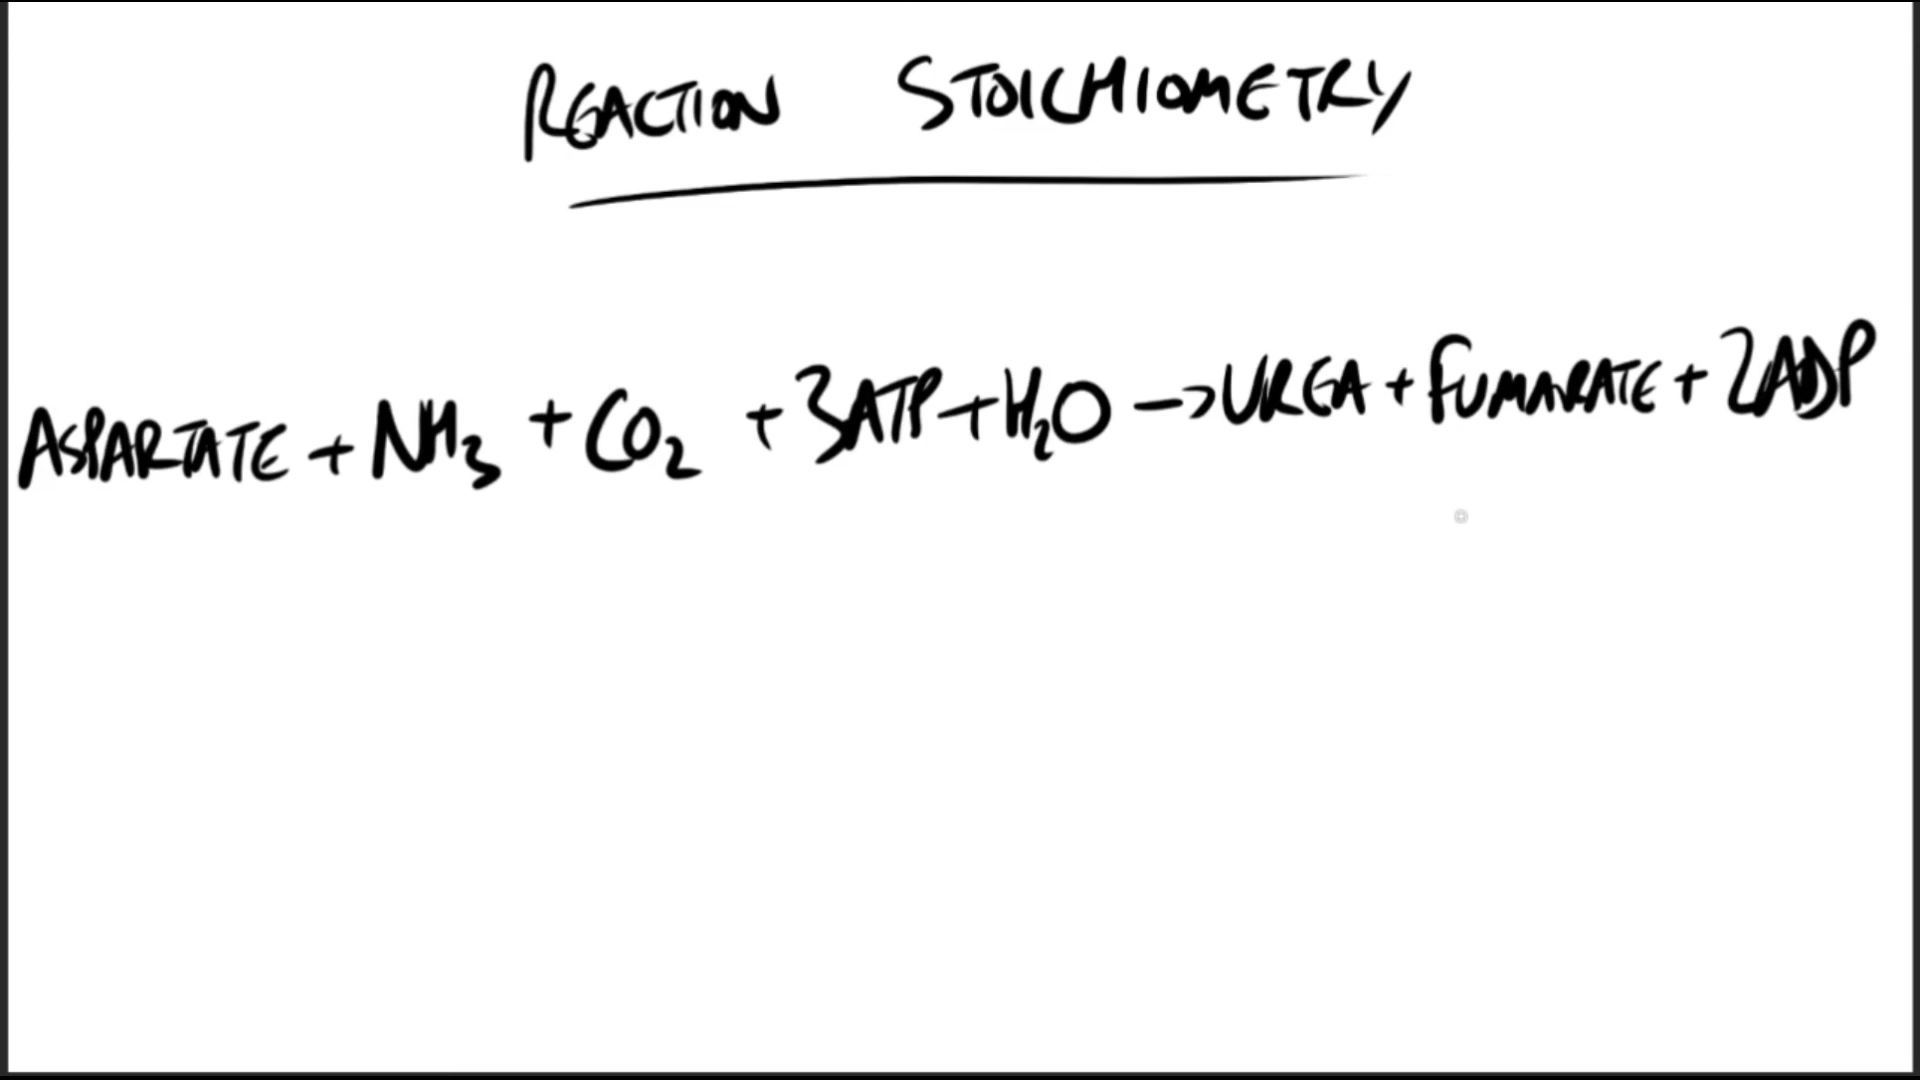 REACTION STOICHIOMETRY
ASPARTATE + NH₃ + CO₂ + 3ATP + H₂O → UREA + FUMARATE + 2ADP